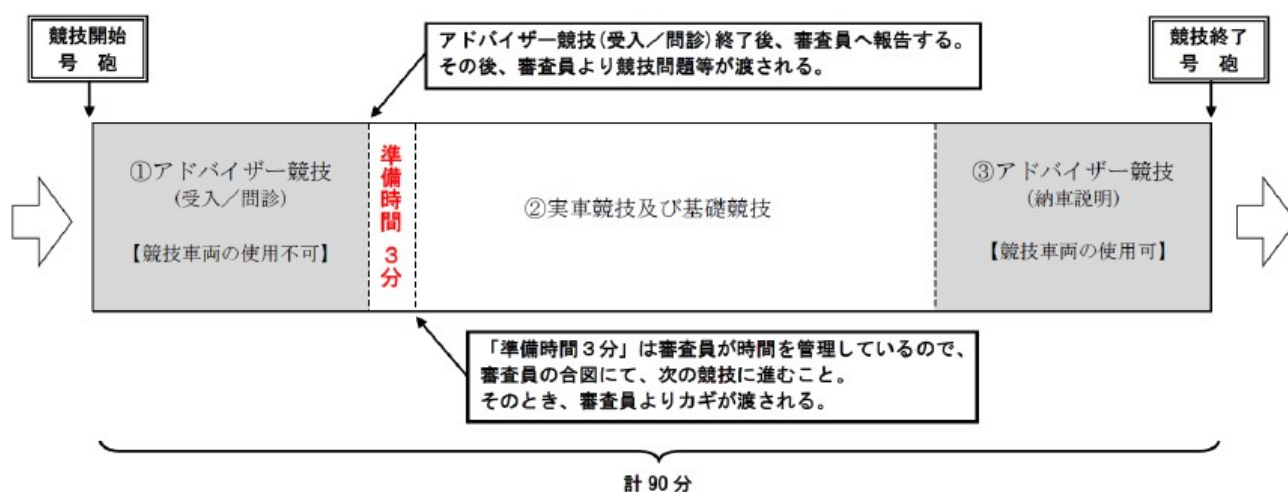 競技開始
号 砲
アドバイザー競技(受入／問診)終了後、審査員へ報告する。
その後、審査員より競技問題等が渡される。
競技終了
号 砲
①アドバイザー競技
(受入／問診)
【競技車両の使用不可】
準備時間 3分
②実車競技及び基礎競技
③アドバイザー競技
(納車説明)
【競技車両の使用可】
「準備時間３分」は審査員が時間を管理しているので、
審査員の合図にて、次の競技に進むこと。
そのとき、審査員よりカギが渡される。
計 90 分